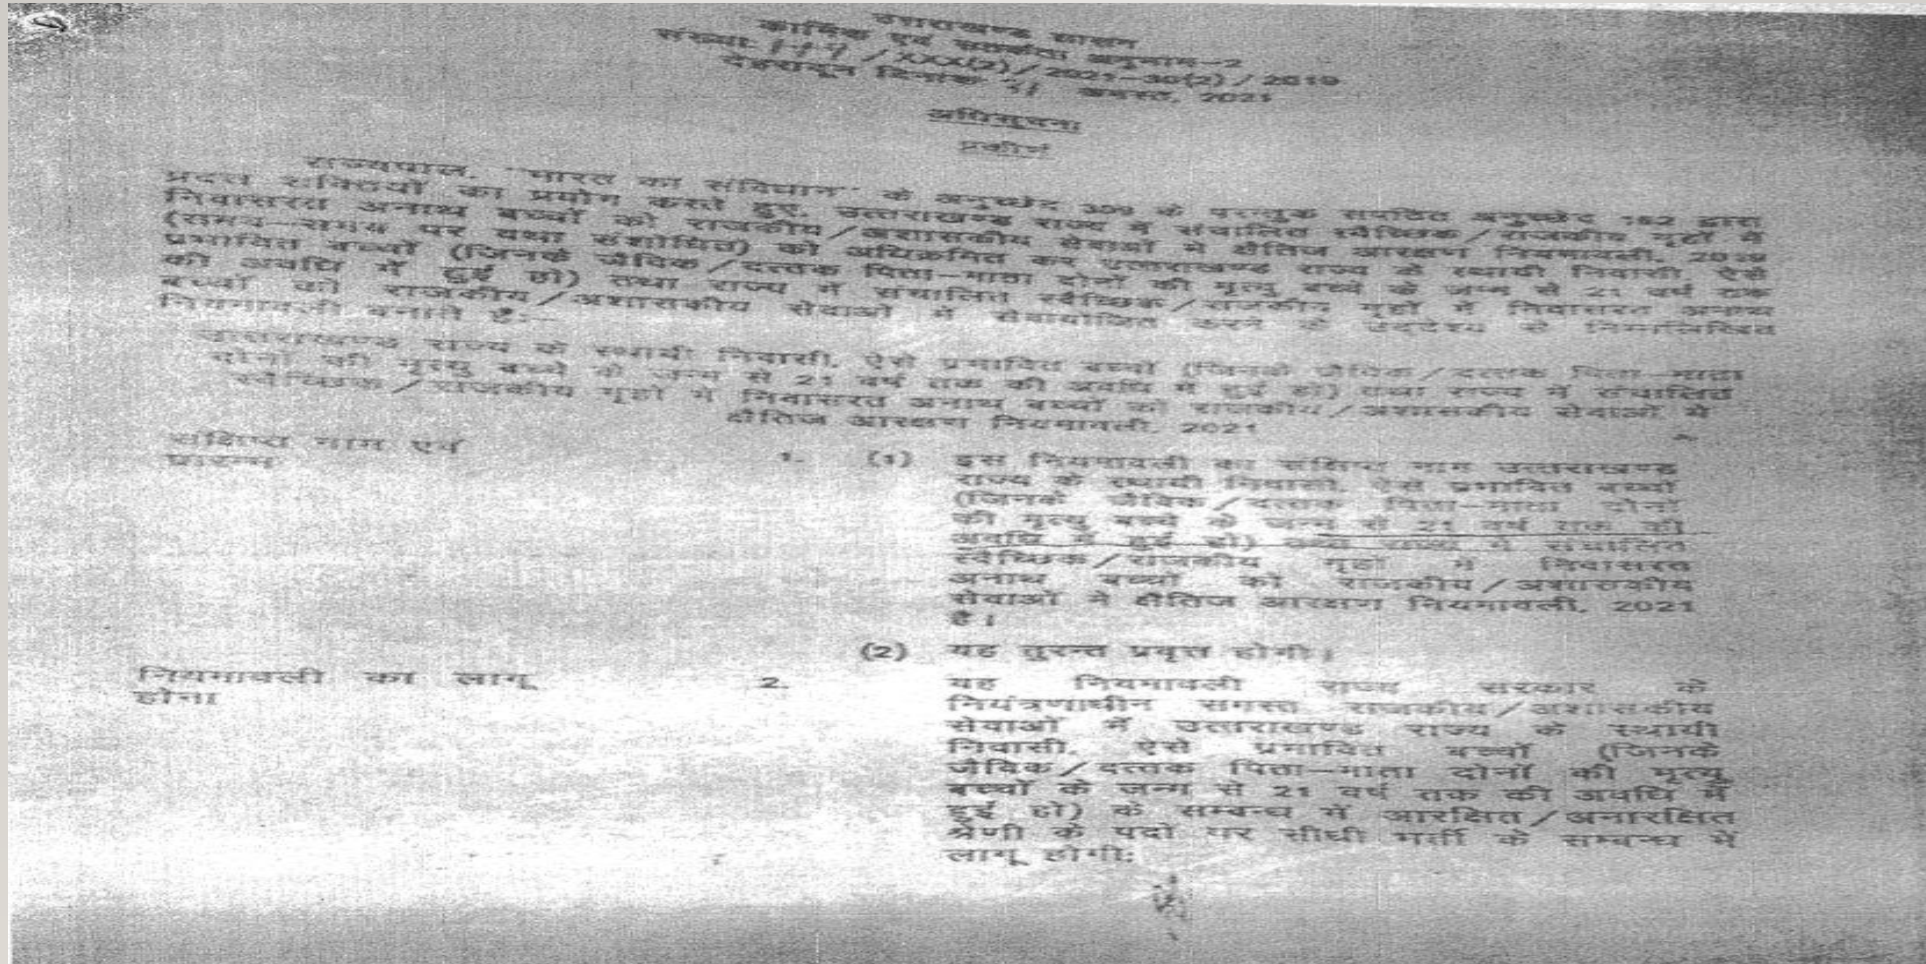 उत्तराखण्ड शासन
कार्मिक एवं सतर्कता अनुभाग-2
संख्या /XXX(2)/2021-30(2)/2019
देहरादून दिनांक 11 अगस्त, 2021
अधिसूचना
प्रकीर्ण
राज्यपाल, "भारत का संविधान" के अनुच्छेद 309 के परन्तुक सपठित अनुच्छेद 162 द्वारा
प्रदत्त शक्तियों का प्रयोग करते हुए, उत्तराखण्ड राज्य में संचालित स्वैच्छिक/राजकीय गृहों में
निवासरत अनाथ बच्चों को राजकीय/अशासकीय सेवाओं में क्षैतिज आरक्षण नियमावली,
(समय-समय पर यथा संशोधित) को अधिक्रमित कर उत्तराखण्ड राज्य के स्थायी निवासी, ऐसे
प्रभावित बच्चों (जिनके जैविक/दत्तक पिता-माता दोनों की मृत्यु बच्चे के जन्म से 21 वर्ष तक
की अवधि में हुई हो) तथा राज्य में संचालित स्वैच्छिक/राजकीय गृहों में निवासरत अनाथ
बच्चों को राजकीय/अशासकीय सेवाओं में सेवायोजित करने के उद्देश्य से निम्नलिखित
नियमावली बनाते हैं:-
उत्तराखण्ड राज्य के स्थायी निवासी, ऐसे प्रभावित बच्चों (जिनके जैविक/दत्तक पिता-माता
दोनों की मृत्यु बच्चे के जन्म से 21 वर्ष तक की अवधि में हुई हो) तथा राज्य में संचालित
स्वैच्छिक/राजकीय गृहों में निवासरत अनाथ बच्चों को राजकीय/अशासकीय सेवाओं में
क्षैतिज आरक्षण नियमावली, 2021
संक्षिप्त नाम एवं
प्रारम्भ
1. (1) इस नियमावली का संक्षिप्त नाम उत्तराखण्ड
राज्य के स्थायी निवासी, ऐसे प्रभावित बच्चों
(जिनके जैविक/दत्तक पिता-माता दोनों
की मृत्यु बच्चे के जन्म से 21 वर्ष तक की
अवधि में हुई हो) तथा राज्य में संचालित
स्वैच्छिक/राजकीय गृहों में निवासरत
अनाथ बच्चों को राजकीय/अशासकीय
सेवाओं में क्षैतिज आरक्षण नियमावली, 2021
है।
(2) यह तुरन्त प्रवृत्त होगी।
नियमावली का लागू
होना
2. यह नियमावली राज्य सरकार के
नियंत्रणाधीन समस्त राजकीय/अशासकीय
सेवाओं में उत्तराखण्ड राज्य के स्थायी
निवासी, ऐसे प्रभावित बच्चों (जिनके
जैविक/दत्तक पिता-माता दोनों की मृत्यु
बच्चों के जन्म से 21 वर्ष तक की अवधि में
हुई हो) के सम्बन्ध में आरक्षित/अनारक्षित
श्रेणी के पदों पर सीधी भर्ती के सम्बन्ध में
लागू होगी: